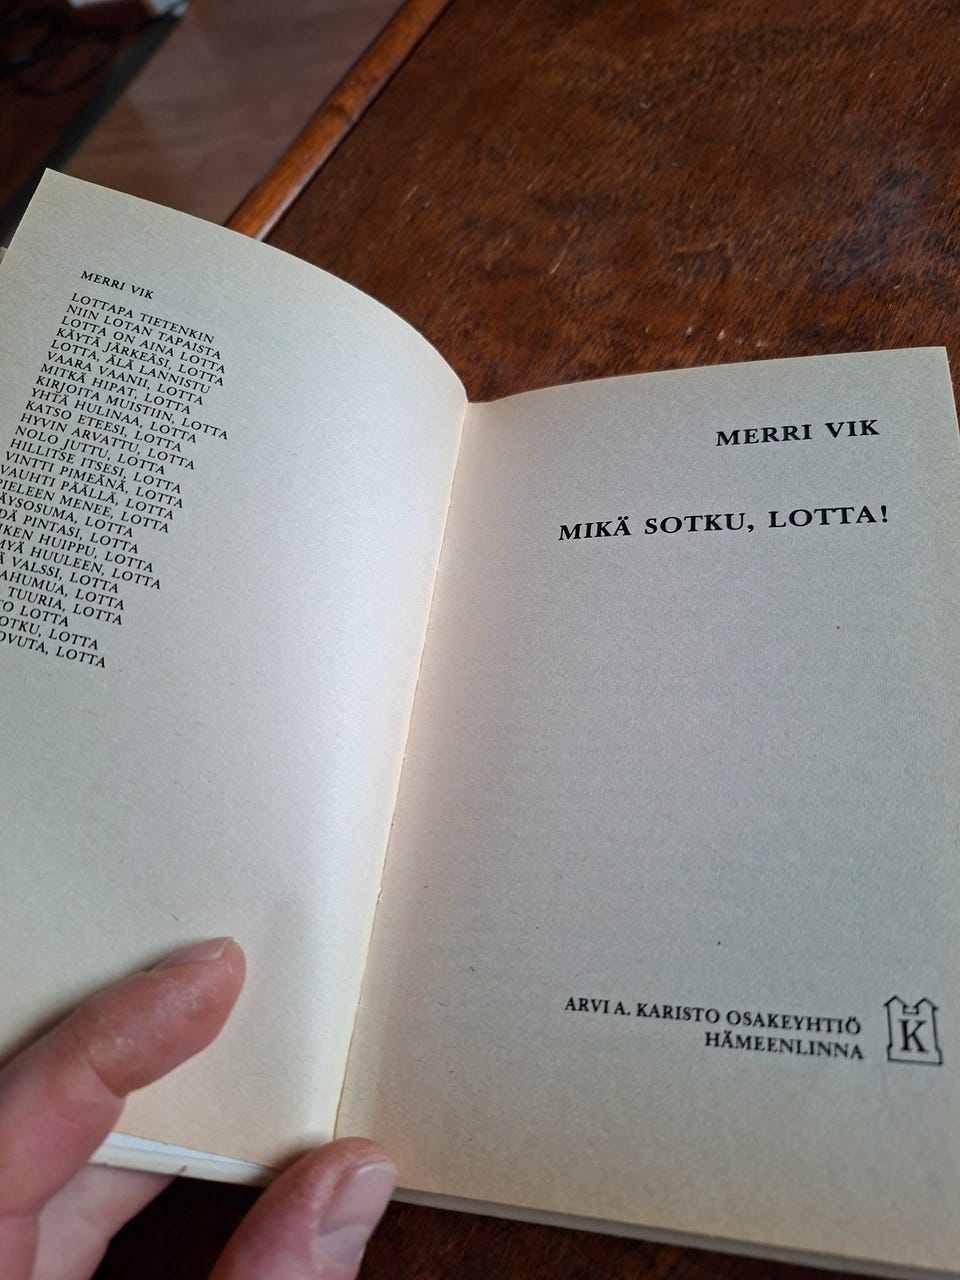 MERRI VIK
LOTTAPA TIETENKIN
NIIN LOTAN TAPAISTA
LOTTA ON AINA LOTTA
KÄYTÄ JÄRKEÄSI, LOTTA
LOTTA, ÄLÄ LANNISTU
VAARA VAANII, LOTTA
MITKÄ HIPAT, LOTTA
KIRJOITA MUISTIIN, LOTTA
YHTÄ HULINAA, LOTTA
KATSO ETEESI, LOTTA
HYVIN ARVATTU, LOTTA
NOLO JUTTU, LOTTA
HILLITSE ITSESI, LOTTA
VINTTI PIMEÄNÄ, LOTTA
VAUHTI PÄÄLLÄ, LOTTA
PIELEEN MENEE, LOTTA
LOTTA
PINTASI, LOTTA
HUIPPU, LOTTA
HUULEEN, LOTTA
VALSSI, LOTTA
LOTTA
TUURIA, LOTTA
LOTTA
LOTTA
LOTTA
MERRI VIK
MIKÄ SOTKU, LOTTA!
ARVI A. KARISTO OSAKEYHTIÖ
HÄMEENLINNA
K